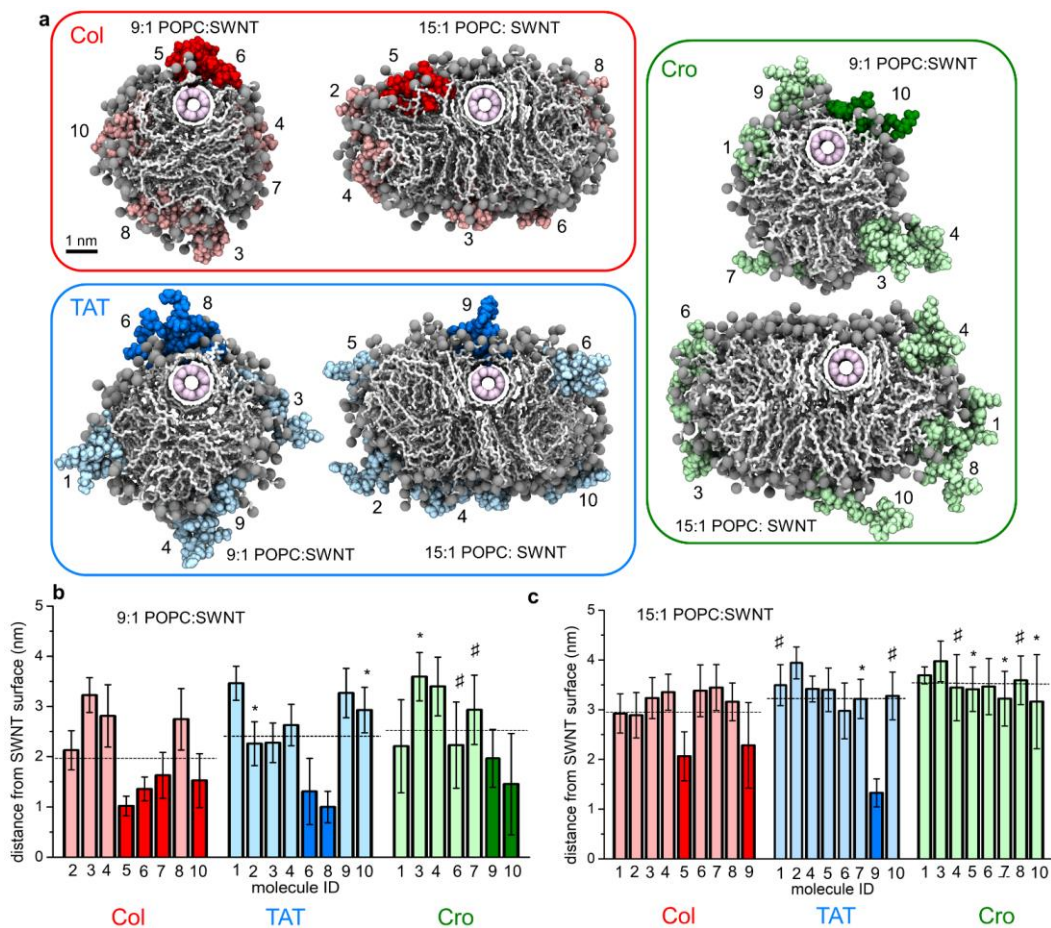 a
Col
9:1 POPC:SWNT
15:1 POPC: SWNT
5
6
10
4
7
8
3
1 nm
5
2
8
4
3
6
Cro
9:1 POPC:SWNT
9
10
1
4
7
3
6
4
1
8
3
10
15:1 POPC: SWNT
TAT
8
6
3
1
9
4
9:1 POPC:SWNT
9
5
6
2
4
10
15:1 POPC: SWNT
b
9:1 POPC:SWNT
distance from SWNT surface (nm)
5
4
3
2
1
0
* * * ♯ ♯
2 3 4 5 6 7 8 10 1 2 3 4 6 8 9 10 1 3 4 6 7 9 10
molecule ID
Col TAT Cro
c
15:1 POPC:SWNT
distance from SWNT surface (nm)
5
4
3
2
1
0
♯ * ♯ ♯ * * ♯ *
1 2 3 4 5 6 7 8 9 1 2 4 5 6 7 9 10 1 3 4 5 6 7 8 10
molecule ID
Col TAT Cro